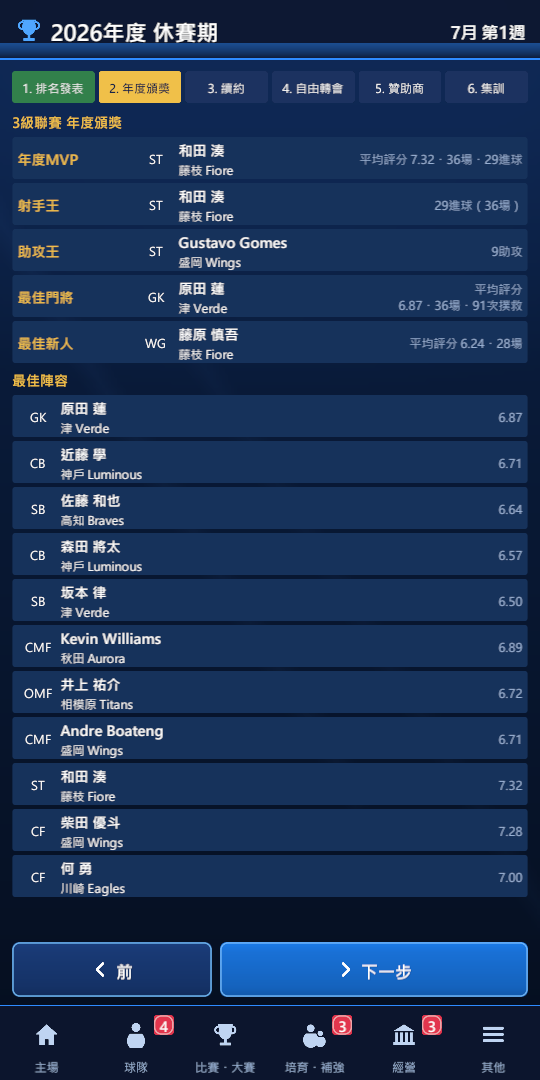 2026年度 休賽期
7月 第1週
1. 排名發表
2. 年度頒獎
3. 續約
4. 自由轉會
5. 贊助商
6. 集訓
3級聯賽 年度頒獎
年度MVP ST 和田 湊 平均評分 7.32・36場・29進球
藤枝 Fiore
射手王 ST 和田 湊 29進球 ( 36場 )
藤枝 Fiore
助攻王 ST Gustavo Gomes 9助攻
盛岡 Wings
最佳門將 GK 原田 蓮 平均評分
津 Verde 6.87・36場・91次撲救
最佳新人 WG 藤原 慎吾 平均評分 6.24・28場
藤枝 Fiore
最佳陣容
GK 原田 蓮 6.87
津 Verde
CB 近藤 學 6.71
神戶 Luminous
SB 佐藤 和也 6.64
高知 Braves
CB 森田 將太 6.57
神戶 Luminous
SB 坂本 律 6.50
津 Verde
CMF Kevin Williams 6.89
秋田 Aurora
OMF 井上 祐介 6.72
相模原 Titans
CMF Andre Boateng 6.71
盛岡 Wings
ST 和田 湊 7.32
藤枝 Fiore
CF 柴田 優斗 7.28
盛岡 Wings
CF 何 勇 7.00
川崎 Eagles
前
下一步
4
3
3
主場
球隊
比賽・大賽
培育・補強
經營
其他